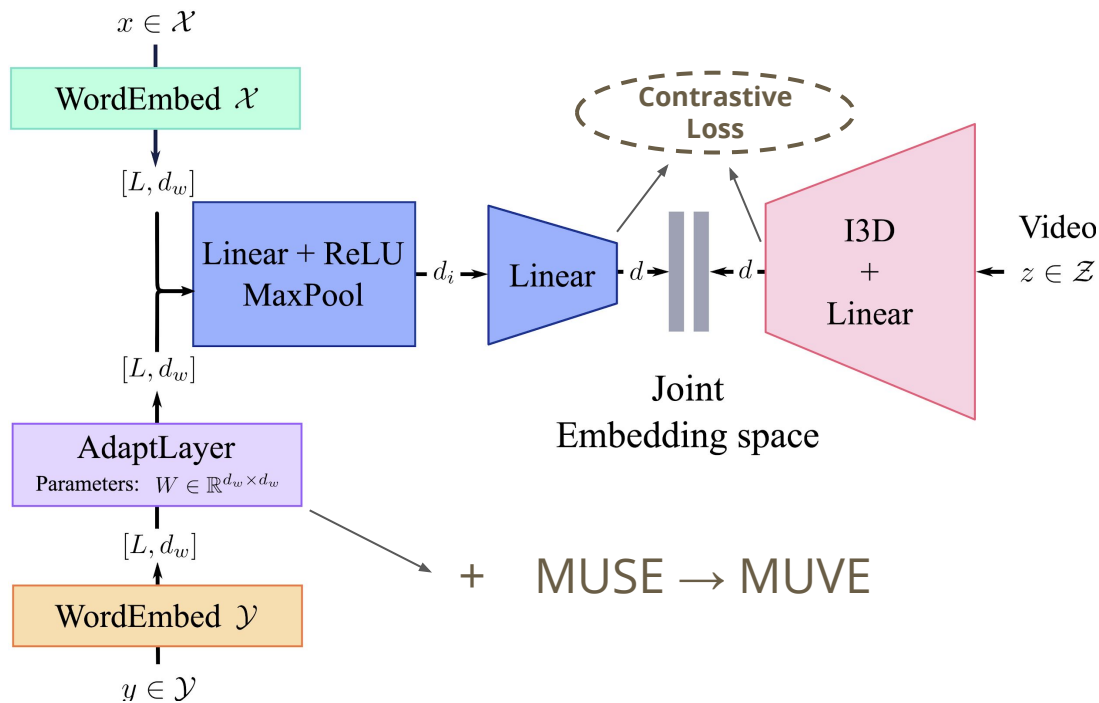 x ∈ 𝒳
WordEmbed 𝒳
[L, d_w]
Linear + ReLU
MaxPool
d_i
Linear
d
Contrastive
Loss
d
I3D
+
Linear
Video
z ∈ 𝒵
Joint
Embedding space
[L, d_w]
AdaptLayer
Parameters: W ∈ ℝ^{d_w×d_w}
[L, d_w]
+ MUSE → MUVE
WordEmbed 𝒴
y ∈ 𝒴